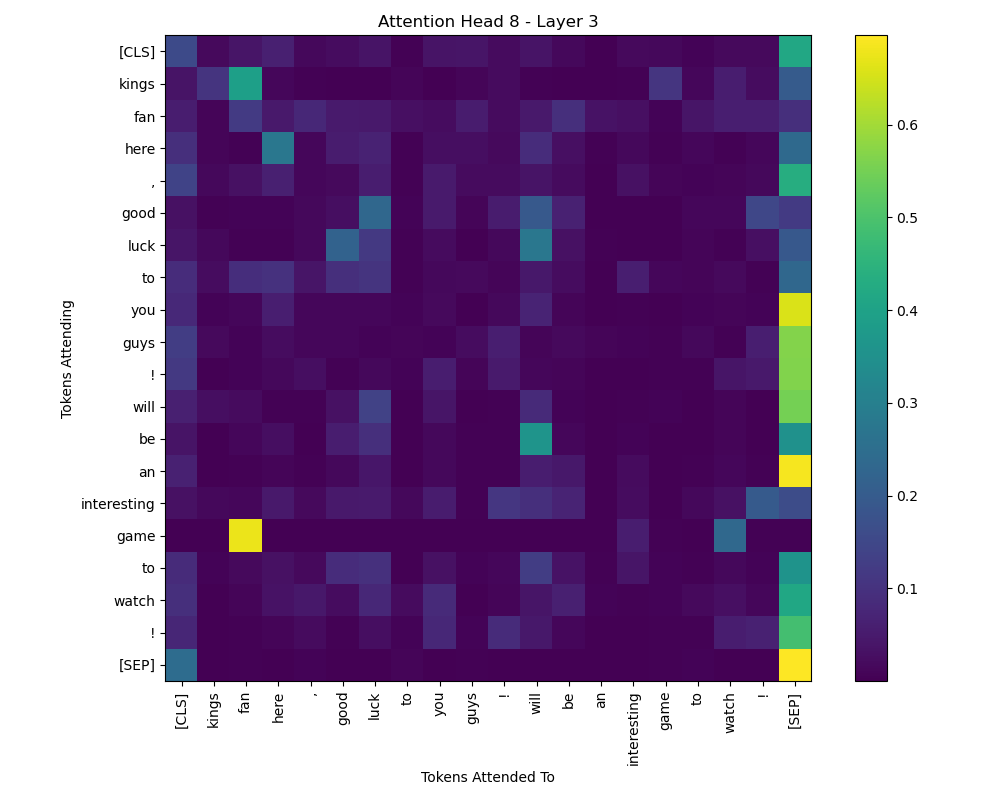 Attention Head 8 - Layer 3
Tokens Attending
[CLS]
kings
fan
here
,
good
luck
to
you
guys
!
will
be
an
interesting
game
to
watch
!
[SEP]
[CLS]
kings
fan
here
,
good
luck
to
you
guys
!
will
be
an
interesting
game
to
watch
!
[SEP]
Tokens Attended To
0.6
0.5
0.4
0.3
0.2
0.1